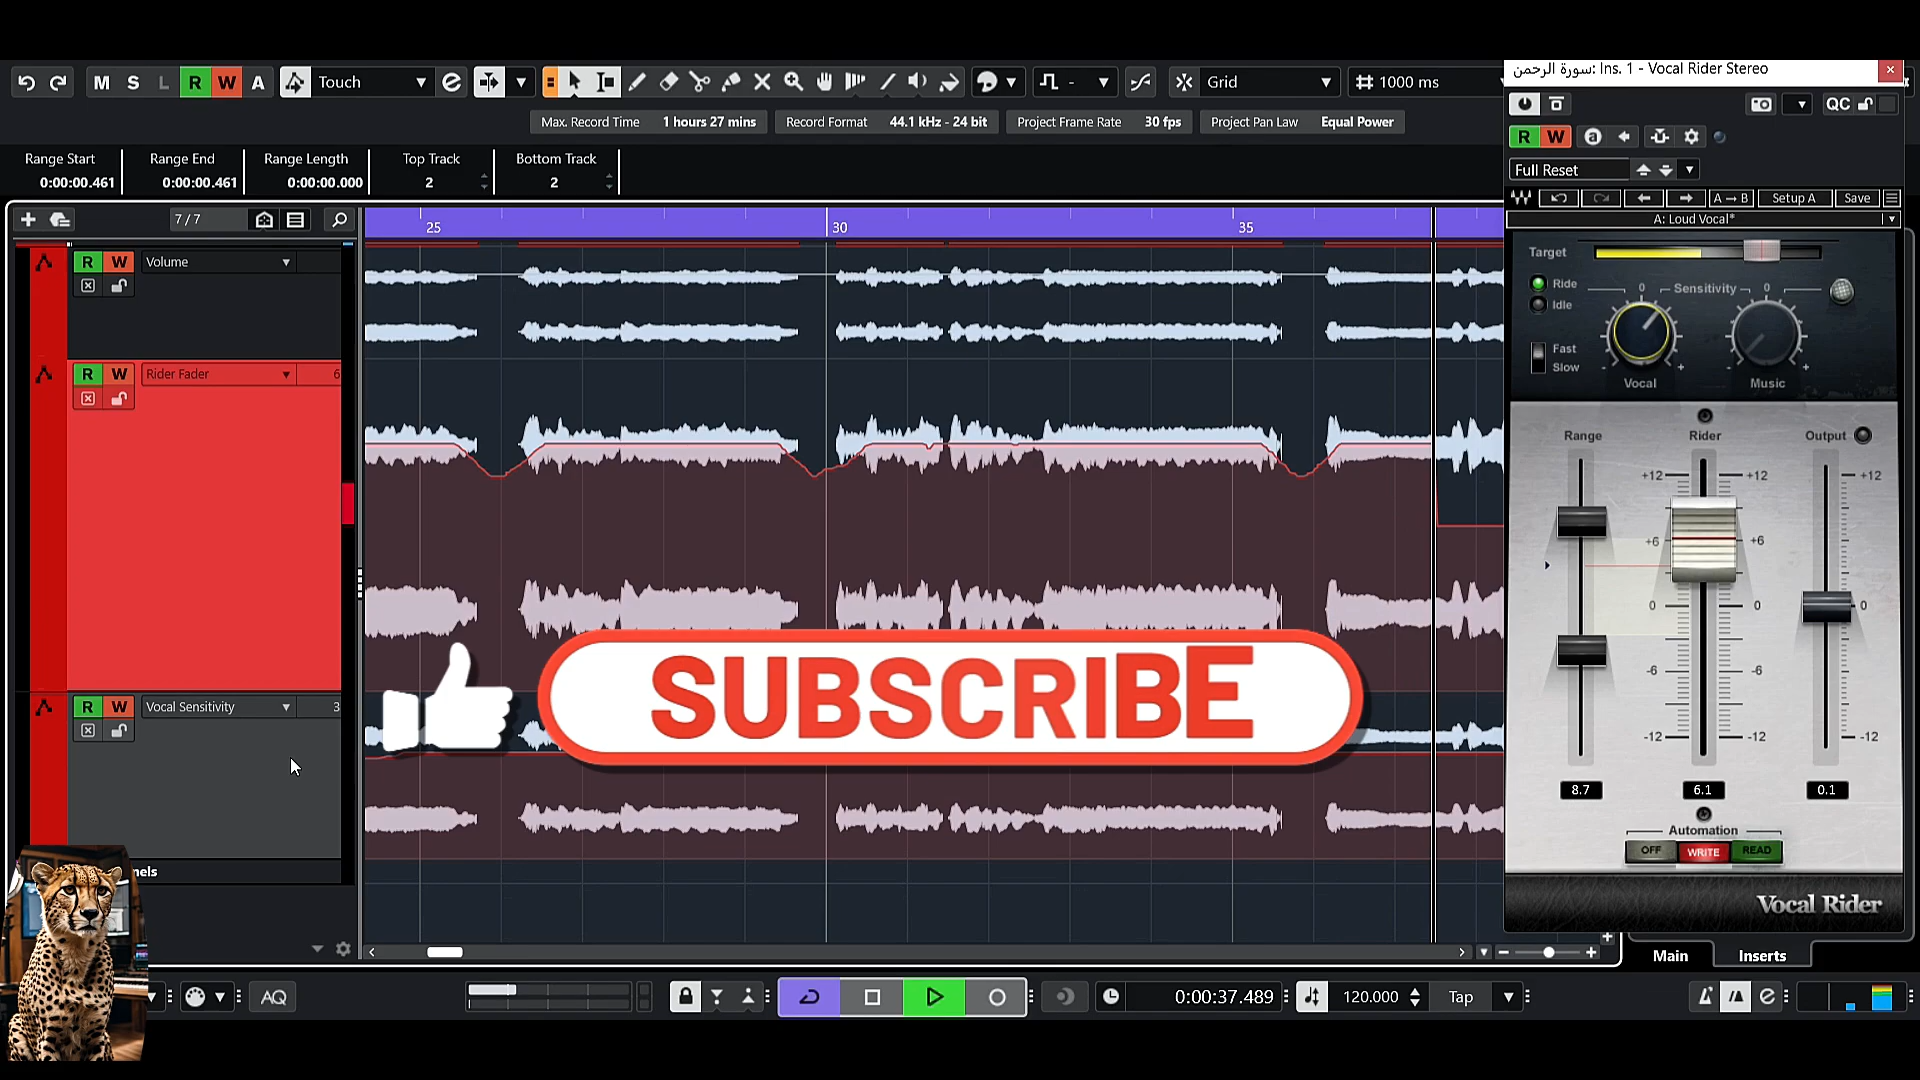 سورة الرحمن: Ins. 1 - Vocal Rider Stereo
M S L R W A Touch Grid 1000 ms
QC
Max. Record Time 1 hours 27 mins Record Format 44.1 kHz - 24 bit Project Frame Rate 30 fps Project Pan Law Equal Power
R W a
Full Reset
Range Start Range End Range Length Top Track Bottom Track
0:00:00.461 0:00:00.461 0:00:00.000 2 2
A → B Setup A Save
A: Loud Vocal*
7 / 7
25 30 35
Target
R W Volume
Ride
Idle
0 Sensitivity 0
Fast
Slow
- Vocal + - Music +
R W Rider Fader 6
Range Rider Output
+12 +12 +12
+6 +6
0 0 0
-6 -6
-12 -12 -12
SUBSCRIBE
R W Vocal Sensitivity 3
8.7 6.1 0.1
Automation
OFF WRITE READ
nels
Vocal Rider
Main Inserts
AQ 0:00:37.489 120.000 Tap